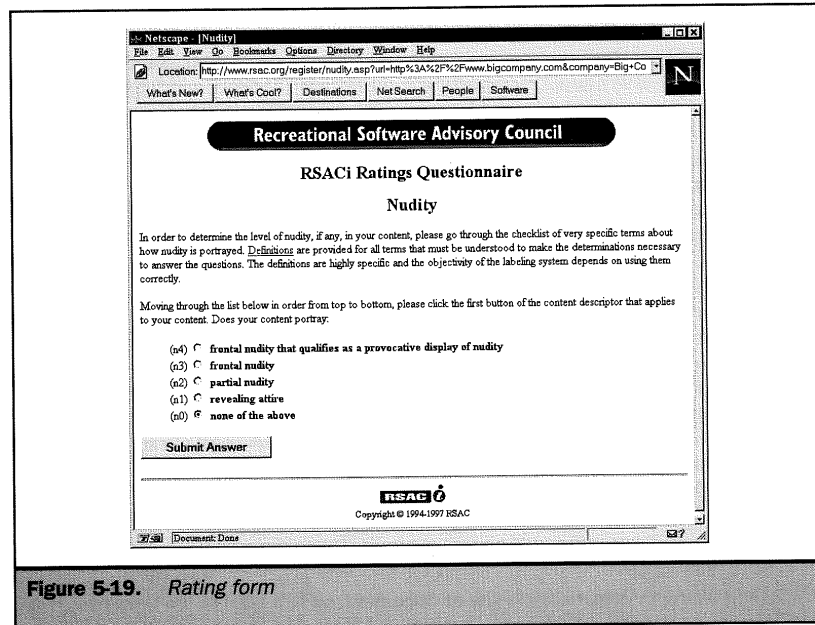 Netscape - [Nudity]
File Edit View Go Bookmarks Options Directory Window Help
Location: http://www.rsac.org/register/nudity.asp?url=http%3A%2F%2Fwww.bigcompany.com&company=Big+Co
N
What's New? What's Cool? Destinations Net Search People Software
Recreational Software Advisory Council
RSACi Ratings Questionnaire
Nudity
In order to determine the level of nudity, if any, in your content, please go through the checklist of very specific terms about
how nudity is portrayed. Definitions are provided for all terms that must be understood to make the determinations necessary
to answer the questions. The definitions are highly specific and the objectivity of the labeling system depends on using them
correctly.
Moving through the list below in order from top to bottom, please click the first button of the content descriptor that applies
to your content. Does your content portray:
(n4) frontal nudity that qualifies as a provocative display of nudity
(n3) frontal nudity
(n2) partial nudity
(n1) revealing attire
(n0) none of the above
Submit Answer
RSAC i
Copyright © 1994-1997 RSAC
Document: Done
?
Figure 5-19. Rating form